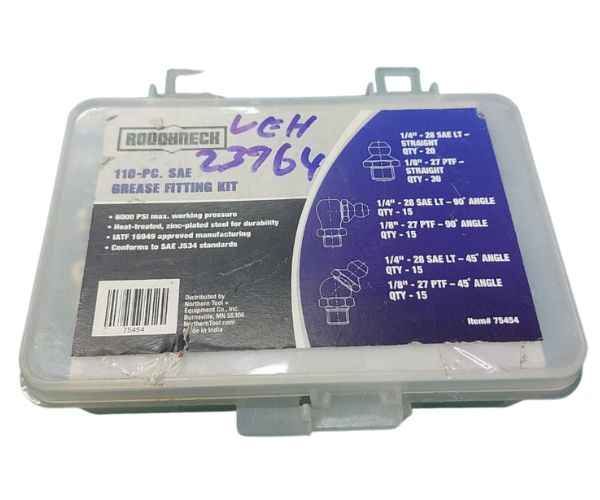 ROUGHNECK
VEH
23764
110-PC. SAE
GREASE FITTING KIT
• 6000 PSI max. working pressure
• Heat-treated, zinc-plated steel for durability
• IATF 16949 approved manufacturing
• Conforms to SAE J534 standards
75454
Distributed by
Northern Tool +
Equipment Co., Inc.
Burnsville, MN 55306
NorthernTool.com
Made in India
1/4" - 28 SAE LT –
STRAIGHT
QTY - 20
1/8" - 27 PTF –
STRAIGHT
QTY - 30
1/4" - 28 SAE LT – 90° ANGLE
QTY - 15
1/8" - 27 PTF – 90° ANGLE
QTY - 15
1/4" - 28 SAE LT – 45° ANGLE
QTY - 15
1/8" - 27 PTF – 45° ANGLE
QTY - 15
Item# 75454